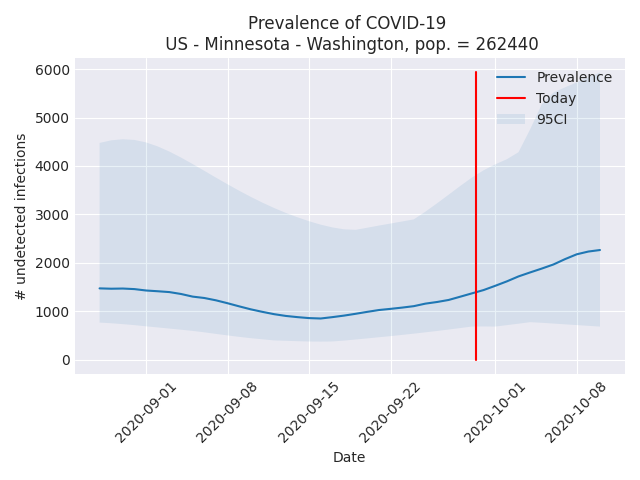 Prevalence of COVID-19
US - Minnesota - Washington, pop. = 262440
Prevalence
Today
95CI
6000
5000
4000
3000
2000
1000
0
# undetected infections
2020-09-01
2020-09-08
2020-09-15
2020-09-22
2020-10-01
2020-10-08
Date